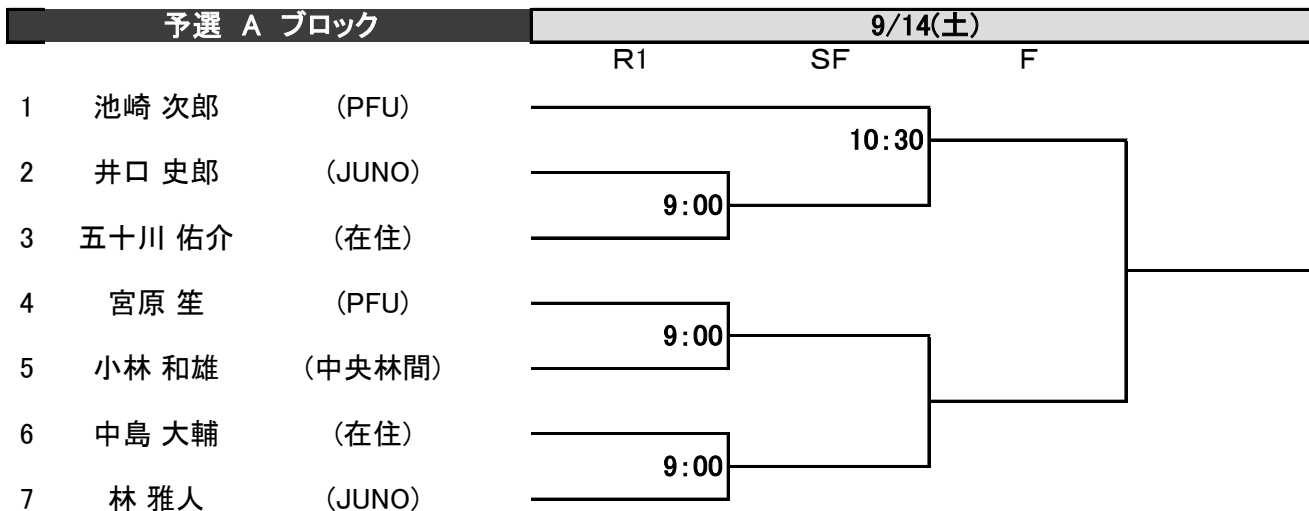 予選 A ブロック 9/14(土)
R1 SF F
1 池崎 次郎 (PFU)
10:30
2 井口 史郎 (JUNO)
9:00
3 五十川 佑介 (在住)
4 宮原 笙 (PFU)
9:00
5 小林 和雄 (中央林間)
6 中島 大輔 (在住)
9:00
7 林 雅人 (JUNO)